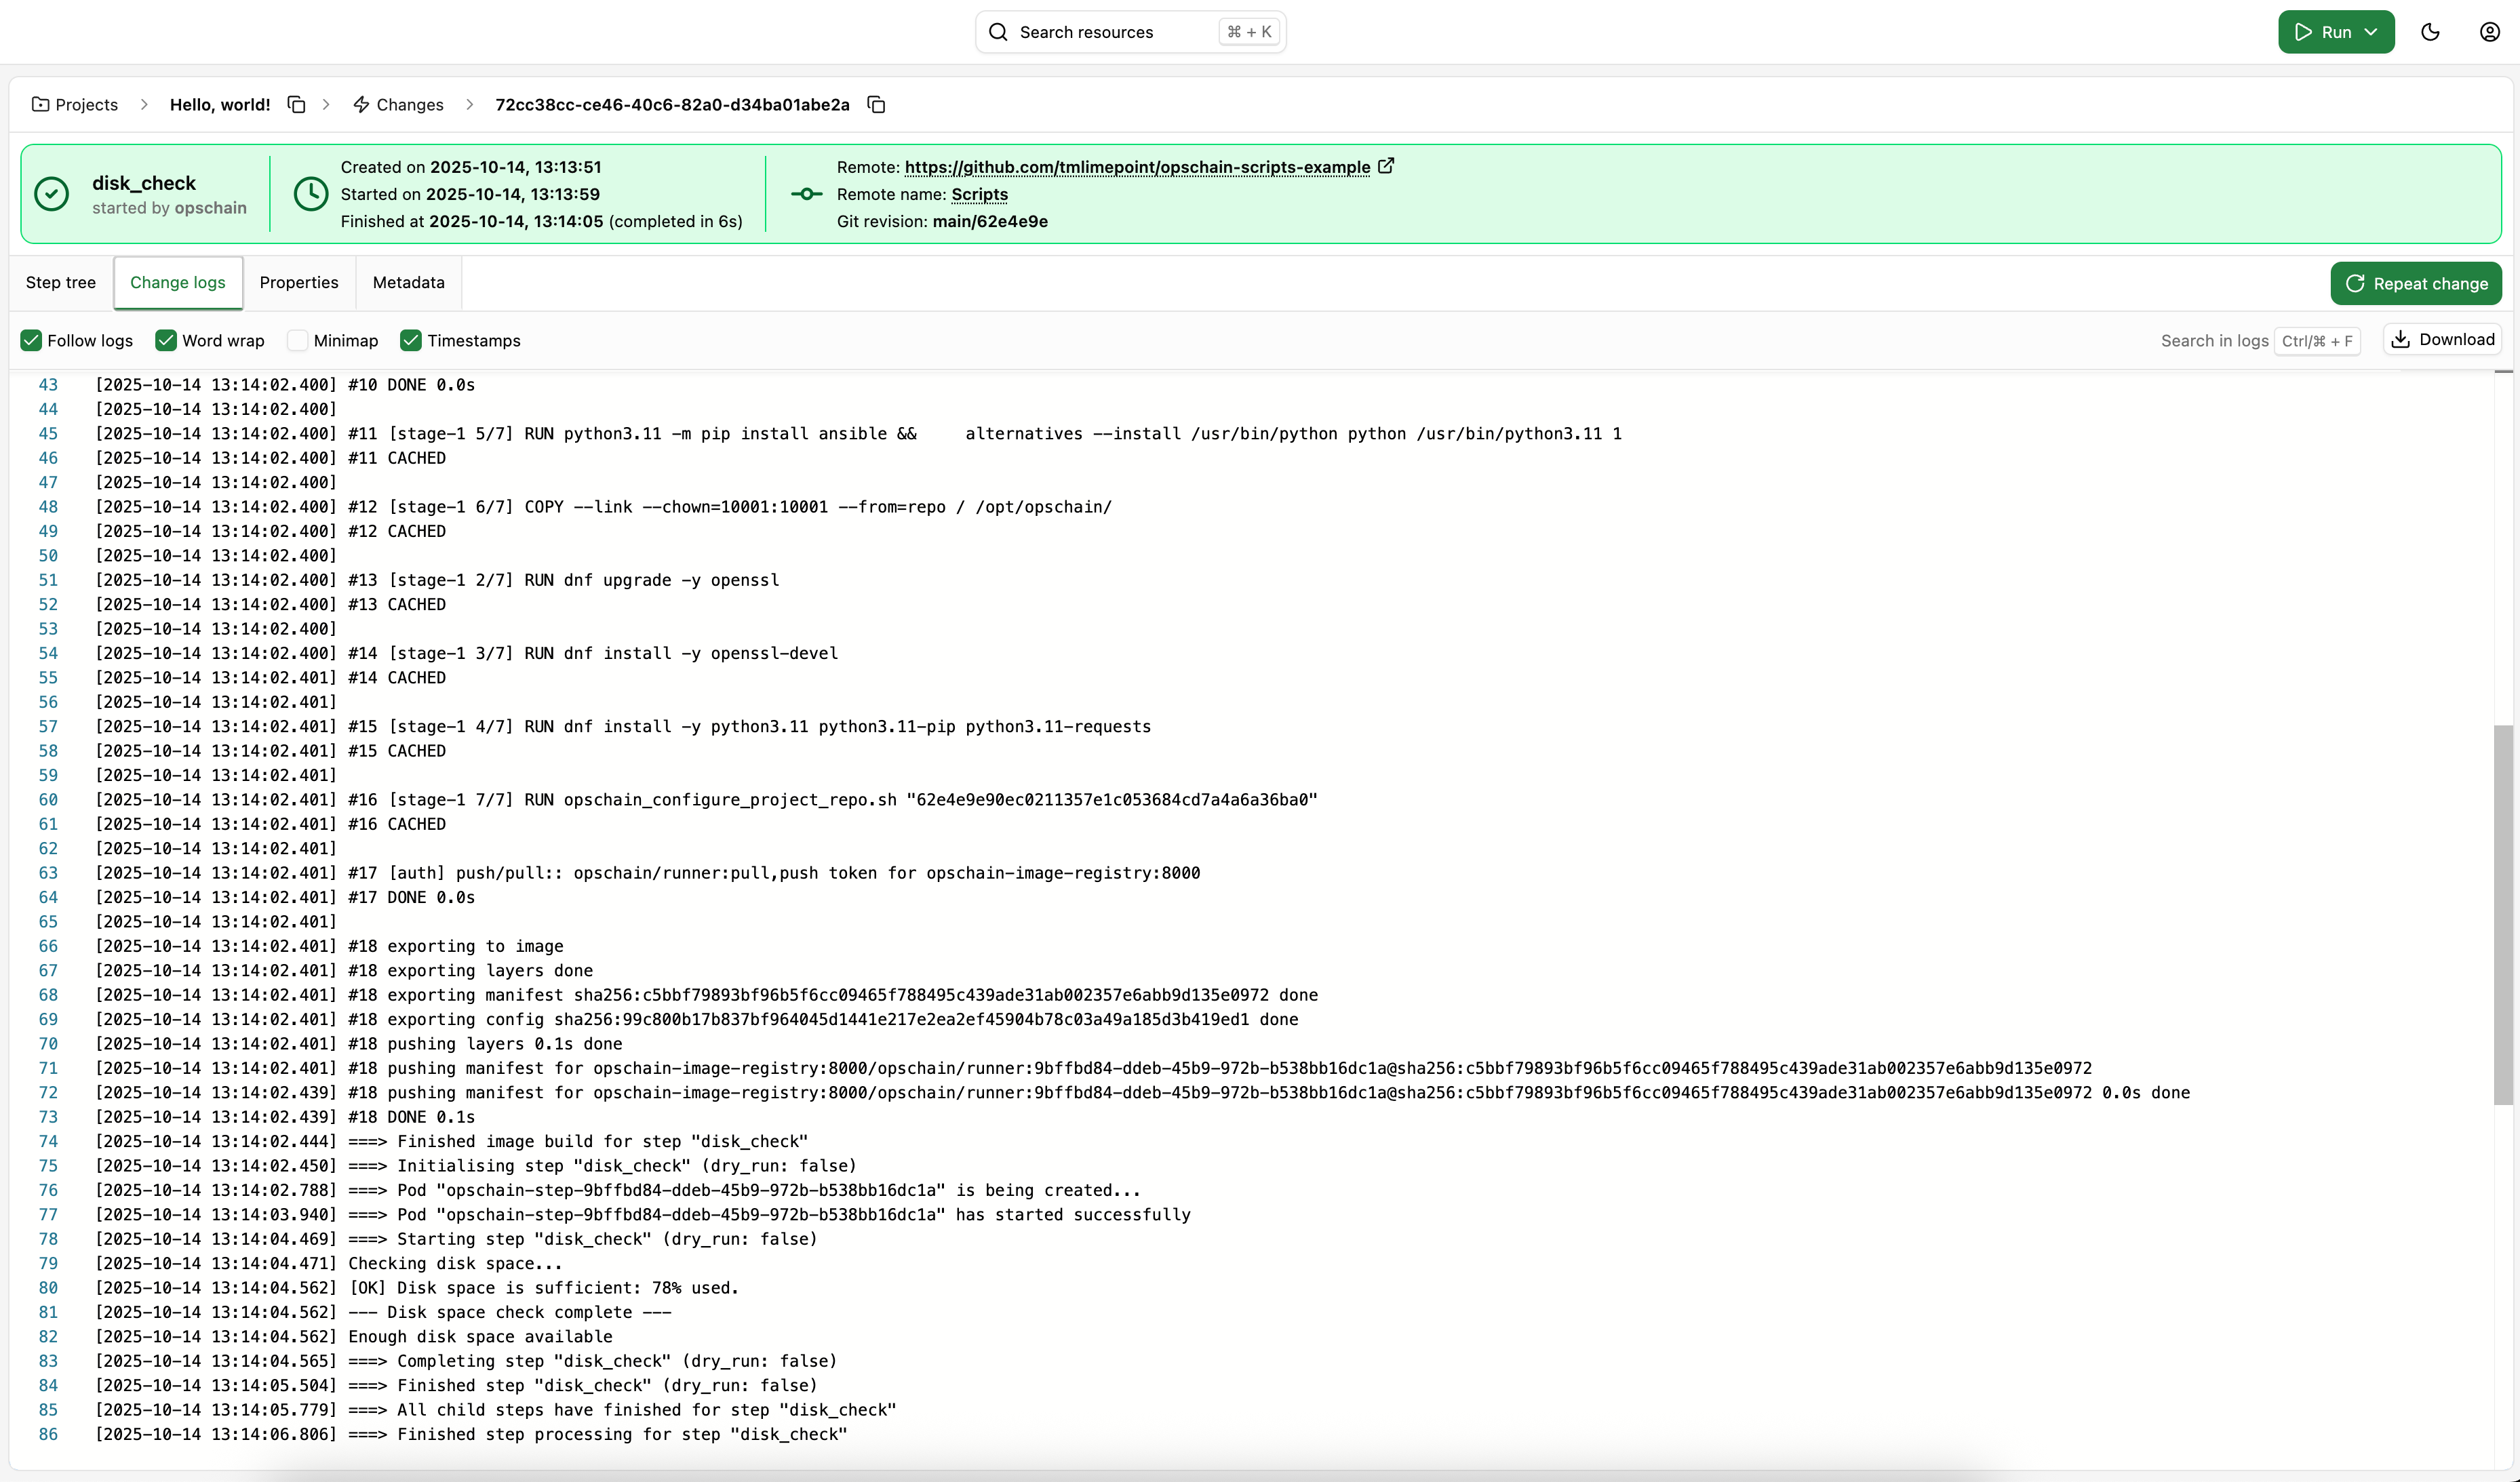 Search resources ⌘ + K
Run
Projects > Hello, world! > Changes > 72cc38cc-ce46-40c6-82a0-d34ba01abe2a
disk_check
started by opschain
Created on 2025-10-14, 13:13:51
Started on 2025-10-14, 13:13:59
Finished at 2025-10-14, 13:14:05 (completed in 6s)
Remote: https://github.com/tmlimepoint/opschain-scripts-example
Remote name: Scripts
Git revision: main/62e4e9e
Step tree Change logs Properties Metadata
Repeat change
Follow logs Word wrap Minimap Timestamps
Search in logs Ctrl/⌘ + F Download
43 [2025-10-14 13:14:02.400] #10 DONE 0.0s
44 [2025-10-14 13:14:02.400]
45 [2025-10-14 13:14:02.400] #11 [stage-1 5/7] RUN python3.11 -m pip install ansible &&     alternatives --install /usr/bin/python python /usr/bin/python3.11 1
46 [2025-10-14 13:14:02.400] #11 CACHED
47 [2025-10-14 13:14:02.400]
48 [2025-10-14 13:14:02.400] #12 [stage-1 6/7] COPY --link --chown=10001:10001 --from=repo / /opt/opschain/
49 [2025-10-14 13:14:02.400] #12 CACHED
50 [2025-10-14 13:14:02.400]
51 [2025-10-14 13:14:02.400] #13 [stage-1 2/7] RUN dnf upgrade -y openssl
52 [2025-10-14 13:14:02.400] #13 CACHED
53 [2025-10-14 13:14:02.400]
54 [2025-10-14 13:14:02.400] #14 [stage-1 3/7] RUN dnf install -y openssl-devel
55 [2025-10-14 13:14:02.401] #14 CACHED
56 [2025-10-14 13:14:02.401]
57 [2025-10-14 13:14:02.401] #15 [stage-1 4/7] RUN dnf install -y python3.11 python3.11-pip python3.11-requests
58 [2025-10-14 13:14:02.401] #15 CACHED
59 [2025-10-14 13:14:02.401]
60 [2025-10-14 13:14:02.401] #16 [stage-1 7/7] RUN opschain_configure_project_repo.sh "62e4e9e90ec0211357e1c053684cd7a4a6a36ba0"
61 [2025-10-14 13:14:02.401] #16 CACHED
62 [2025-10-14 13:14:02.401]
63 [2025-10-14 13:14:02.401] #17 [auth] push/pull:: opschain/runner:pull,push token for opschain-image-registry:8000
64 [2025-10-14 13:14:02.401] #17 DONE 0.0s
65 [2025-10-14 13:14:02.401]
66 [2025-10-14 13:14:02.401] #18 exporting to image
67 [2025-10-14 13:14:02.401] #18 exporting layers done
68 [2025-10-14 13:14:02.401] #18 exporting manifest sha256:c5bbf79893bf96b5f6cc09465f788495c439ade31ab002357e6abb9d135e0972 done
69 [2025-10-14 13:14:02.401] #18 exporting config sha256:99c800b17b837bf964045d1441e217e2ea2ef45904b78c03a49a185d3b419ed1 done
70 [2025-10-14 13:14:02.401] #18 pushing layers 0.1s done
71 [2025-10-14 13:14:02.401] #18 pushing manifest for opschain-image-registry:8000/opschain/runner:9bffbd84-ddeb-45b9-972b-b538bb16dc1a@sha256:c5bbf79893bf96b5f6cc09465f788495c439ade31ab002357e6abb9d135e0972
72 [2025-10-14 13:14:02.439] #18 pushing manifest for opschain-image-registry:8000/opschain/runner:9bffbd84-ddeb-45b9-972b-b538bb16dc1a@sha256:c5bbf79893bf96b5f6cc09465f788495c439ade31ab002357e6abb9d135e0972 0.0s done
73 [2025-10-14 13:14:02.439] #18 DONE 0.1s
74 [2025-10-14 13:14:02.444] ===> Finished image build for step "disk_check"
75 [2025-10-14 13:14:02.450] ===> Initialising step "disk_check" (dry_run: false)
76 [2025-10-14 13:14:02.788] ===> Pod "opschain-step-9bffbd84-ddeb-45b9-972b-b538bb16dc1a" is being created...
77 [2025-10-14 13:14:03.940] ===> Pod "opschain-step-9bffbd84-ddeb-45b9-972b-b538bb16dc1a" has started successfully
78 [2025-10-14 13:14:04.469] ===> Starting step "disk_check" (dry_run: false)
79 [2025-10-14 13:14:04.471] Checking disk space...
80 [2025-10-14 13:14:04.562] [OK] Disk space is sufficient: 78% used.
81 [2025-10-14 13:14:04.562] --- Disk space check complete ---
82 [2025-10-14 13:14:04.562] Enough disk space available
83 [2025-10-14 13:14:04.565] ===> Completing step "disk_check" (dry_run: false)
84 [2025-10-14 13:14:05.504] ===> Finished step "disk_check" (dry_run: false)
85 [2025-10-14 13:14:05.779] ===> All child steps have finished for step "disk_check"
86 [2025-10-14 13:14:06.806] ===> Finished step processing for step "disk_check"